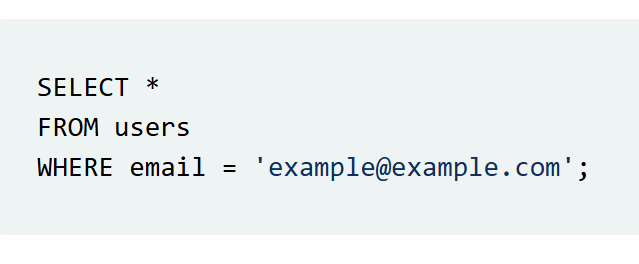 SELECT *
FROM users
WHERE email = 'example@example.com';